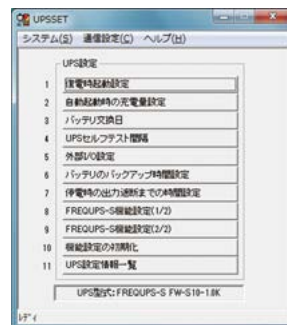 UPSSET
システム(S) 通信設定(C) ヘルプ(H)
UPS設定
1 復電時起動設定
2 自動起動時の充電量設定
3 バッテリ交換日
4 UPSセルフテスト間隔
5 外部I/O設定
6 バッテリのバックアップ時間設定
7 停電時の出力遮断までの時間設定
8 FREQUPS-S機能設定(1/2)
9 FREQUPS-S機能設定(2/2)
10 機能設定の初期化
11 UPS設定情報一覧
UPS型式:FREQUPS-S FW-S10-1.0K
ﾚﾃﾞｨ